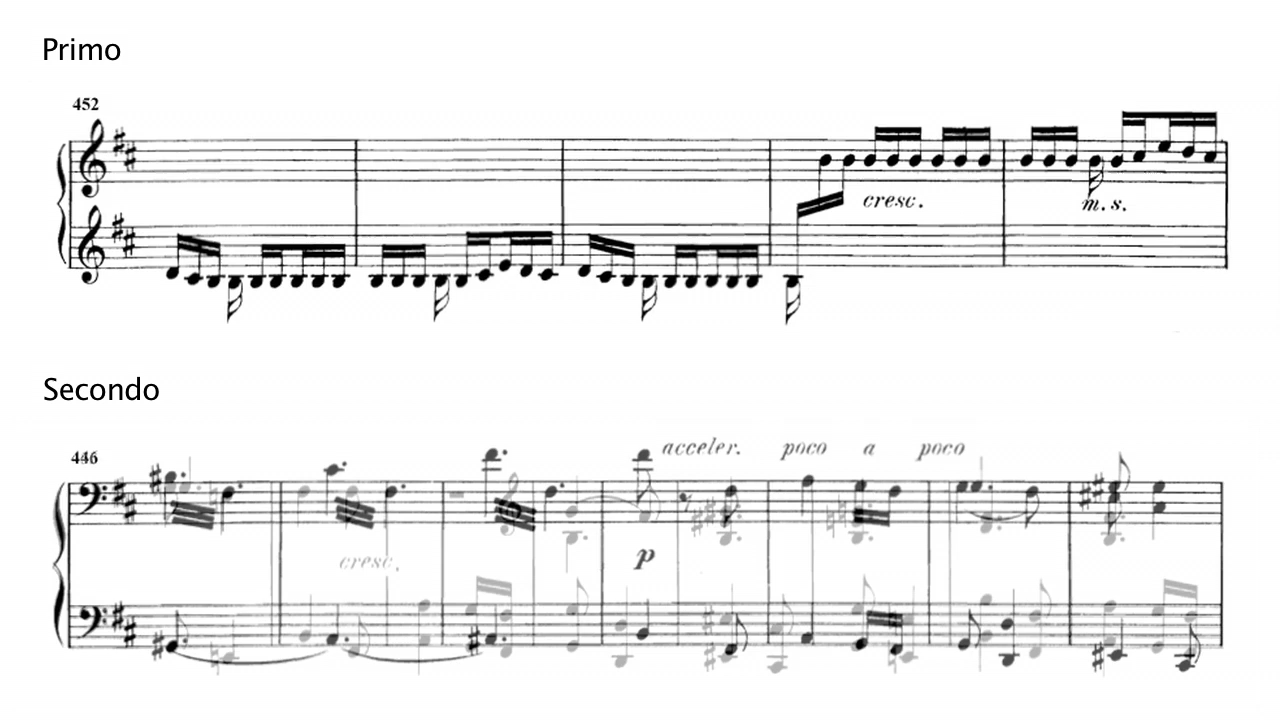 Primo
452
cresc.
m. s.
Secondo
446
acceler. poco a poco
cresc.
p